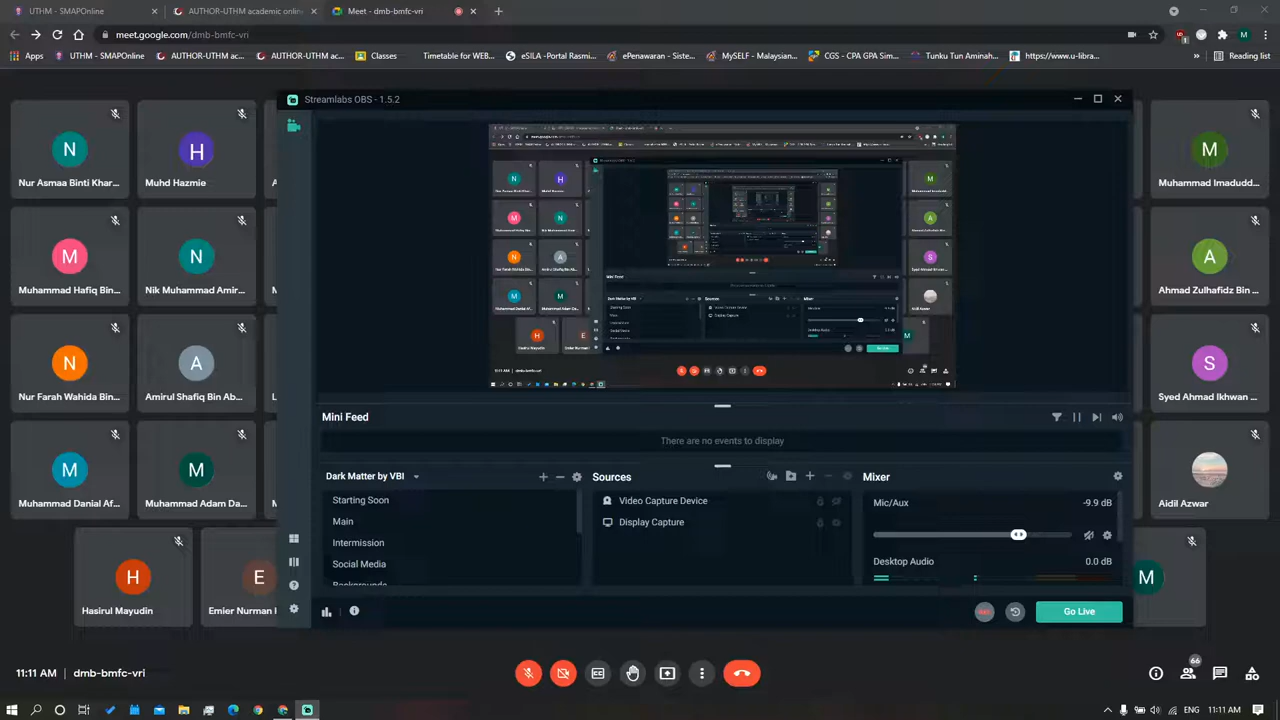 UTHM - SMAPOnline
AUTHOR-UTHM academic onlin
Meet - dmb-bmfc-vri
meet.google.com/dmb-bmfc-vri
Apps
UTHM - SMAPOnline
AUTHOR-UTHM ac...
AUTHOR-UTHM ac...
Classes
Timetable for WEB...
eSILA -Portal Rasmi...
ePenawaran - Siste...
MySELF - Malaysian...
CGS - CPA GPA Sim...
Tunku Tun Aminah...
https://www.u-libra...
Reading list
Streamlabs OBS - 1.5.2
N
H
M
Mohd Hazmie
Muhammad Imanuddd...
M
N
A
Muhammad Hafiq Bin...
Nik Muhammad Amir...
Ahmad Zulhafidz Bin ...
N
A
S
Nur Farah Nabila Bin...
Amirul Shafiq Bin Ab...
Syed Ahmad Ikhwan ...
Mini Feed
There are no events to display
M
M
Muhammad Danial Af...
Muhammad Adam Da...
Aidil Azwar
Dark Matter by VBI
Starting Soon
Main
Intermission
Social Media
Backgrounds
Sources
Video Capture Device
Display Capture
Mixer
Mic/Aux
-9.9 dB
Desktop Audio
0.0 dB
H
E
M
Hasirul Mayudin
Emier Nurman I
REC
Go Live
11:11 AM | dmb-bmfc-vri
66
ENG
11:11 AM